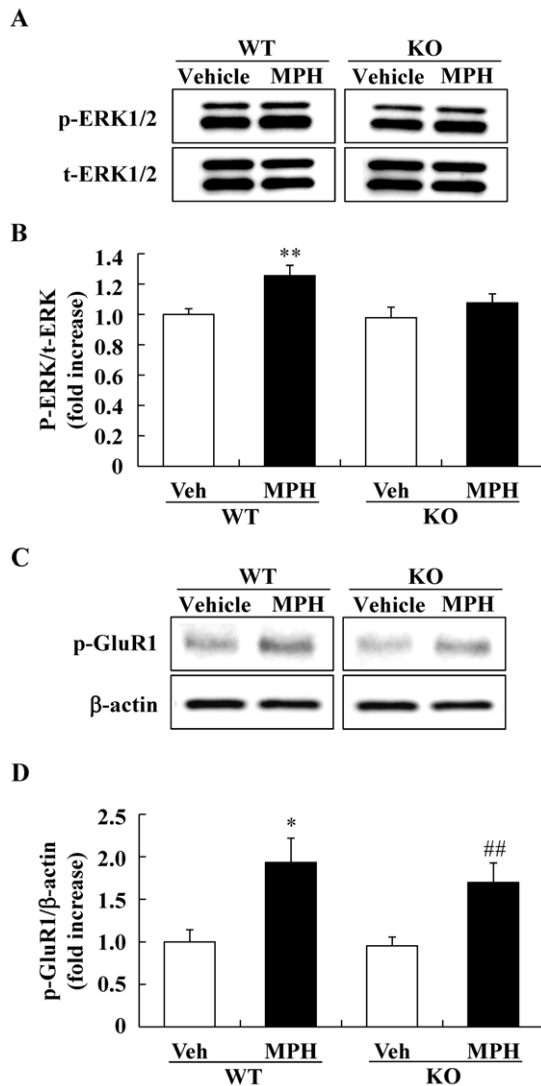 A
WT KO
Vehicle MPH Vehicle MPH
p-ERK1/2
t-ERK1/2
B
P-ERK/t-ERK
(fold increase)
1.4
1.2
1.0
0.8
0.6
0.4
0.2
0
**
Veh MPH Veh MPH
WT KO
C
WT KO
Vehicle MPH Vehicle MPH
p-GluR1
β-actin
D
p-GluR1/β-actin
(fold increase)
2.5
2.0
1.5
1.0
0.5
0
*
##
Veh MPH Veh MPH
WT KO